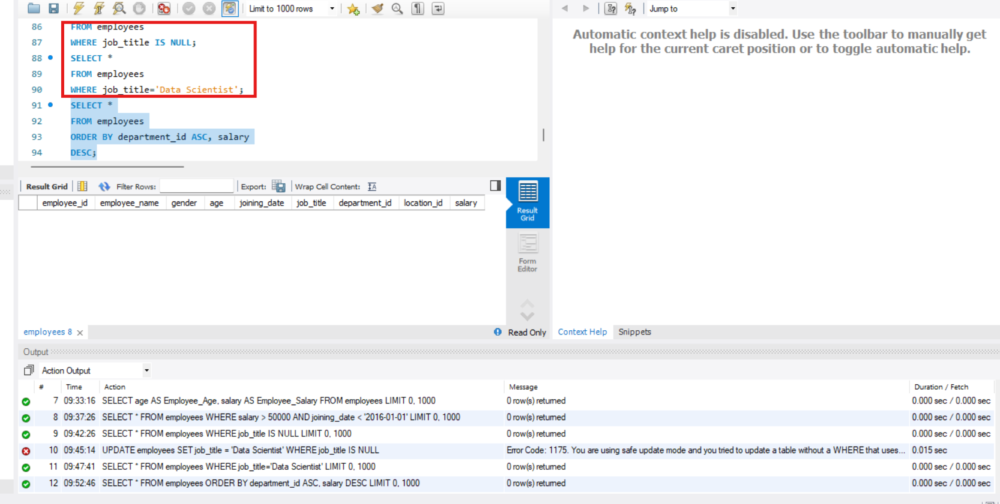 Limit to 1000 rows
Jump to
86 FROM employees
87 WHERE job_title IS NULL;
88 SELECT *
89 FROM employees
90 WHERE job_title='Data Scientist';
91 SELECT *
92 FROM employees
93 ORDER BY department_id ASC, salary
94 DESC;
Automatic context help is disabled. Use the toolbar to manually get
help for the current caret position or to toggle automatic help.
Result Grid Filter Rows: Export: Wrap Cell Content:
employee_id employee_name gender age joining_date job_title department_id location_id salary
Result
Grid
Form
Editor
employees 8
Read Only
Context Help Snippets
Output
Action Output
# Time Action Message Duration / Fetch
7 09:33:16 SELECT age AS Employee_Age, salary AS Employee_Salary FROM employees LIMIT 0, 1000 0 row(s) returned 0.000 sec / 0.000 sec
8 09:37:26 SELECT * FROM employees WHERE salary > 50000 AND joining_date < '2016-01-01' LIMIT 0, 1000 0 row(s) returned 0.000 sec / 0.000 sec
9 09:42:26 SELECT * FROM employees WHERE job_title IS NULL LIMIT 0, 1000 0 row(s) returned 0.000 sec / 0.000 sec
10 09:45:14 UPDATE employees SET job_title = 'Data Scientist' WHERE job_title IS NULL Error Code: 1175. You are using safe update mode and you tried to update a table without a WHERE that uses... 0.015 sec
11 09:47:41 SELECT * FROM employees WHERE job_title='Data Scientist' LIMIT 0, 1000 0 row(s) returned 0.000 sec / 0.000 sec
12 09:52:46 SELECT * FROM employees ORDER BY department_id ASC, salary DESC LIMIT 0, 1000 0 row(s) returned 0.000 sec / 0.000 sec